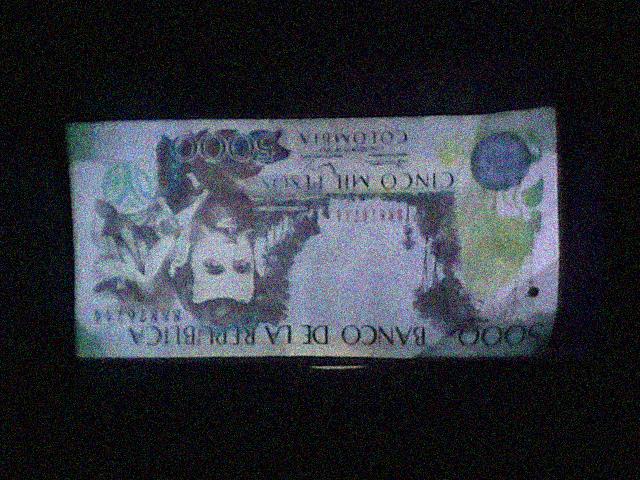 5000 BANCO DE LA REPUBLICA
CINCO MIL PESOS
COLOMBIA
5000